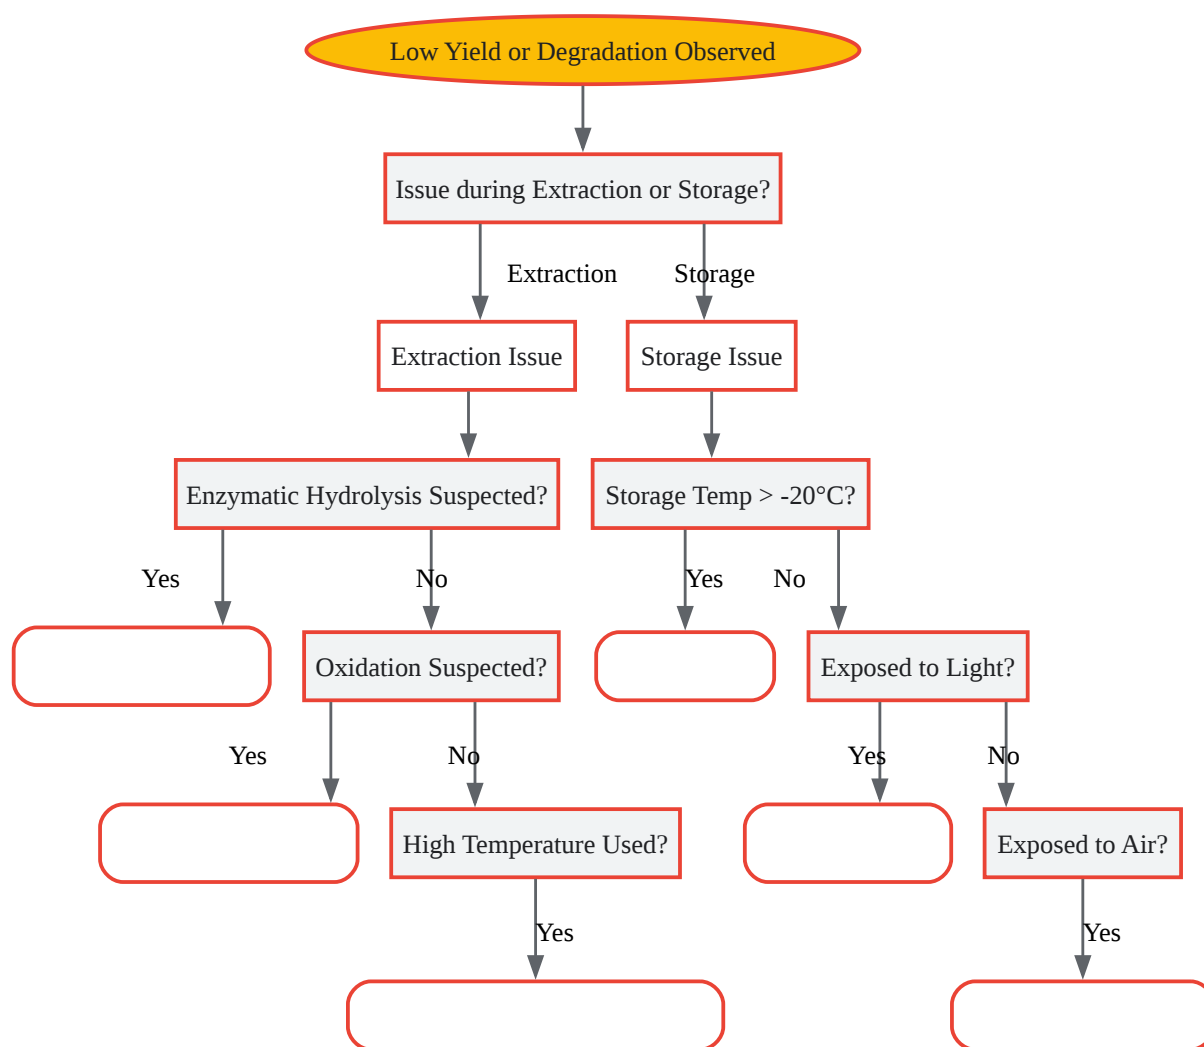 Low Yield or Degradation Observed
Issue during Extraction or Storage?
Extraction
Storage
Extraction Issue
Storage Issue
Enzymatic Hydrolysis Suspected?
Storage Temp > -20°C?
Yes
No
Yes
No
Oxidation Suspected?
Exposed to Light?
Yes
No
Yes
No
High Temperature Used?
Exposed to Air?
Yes
Yes